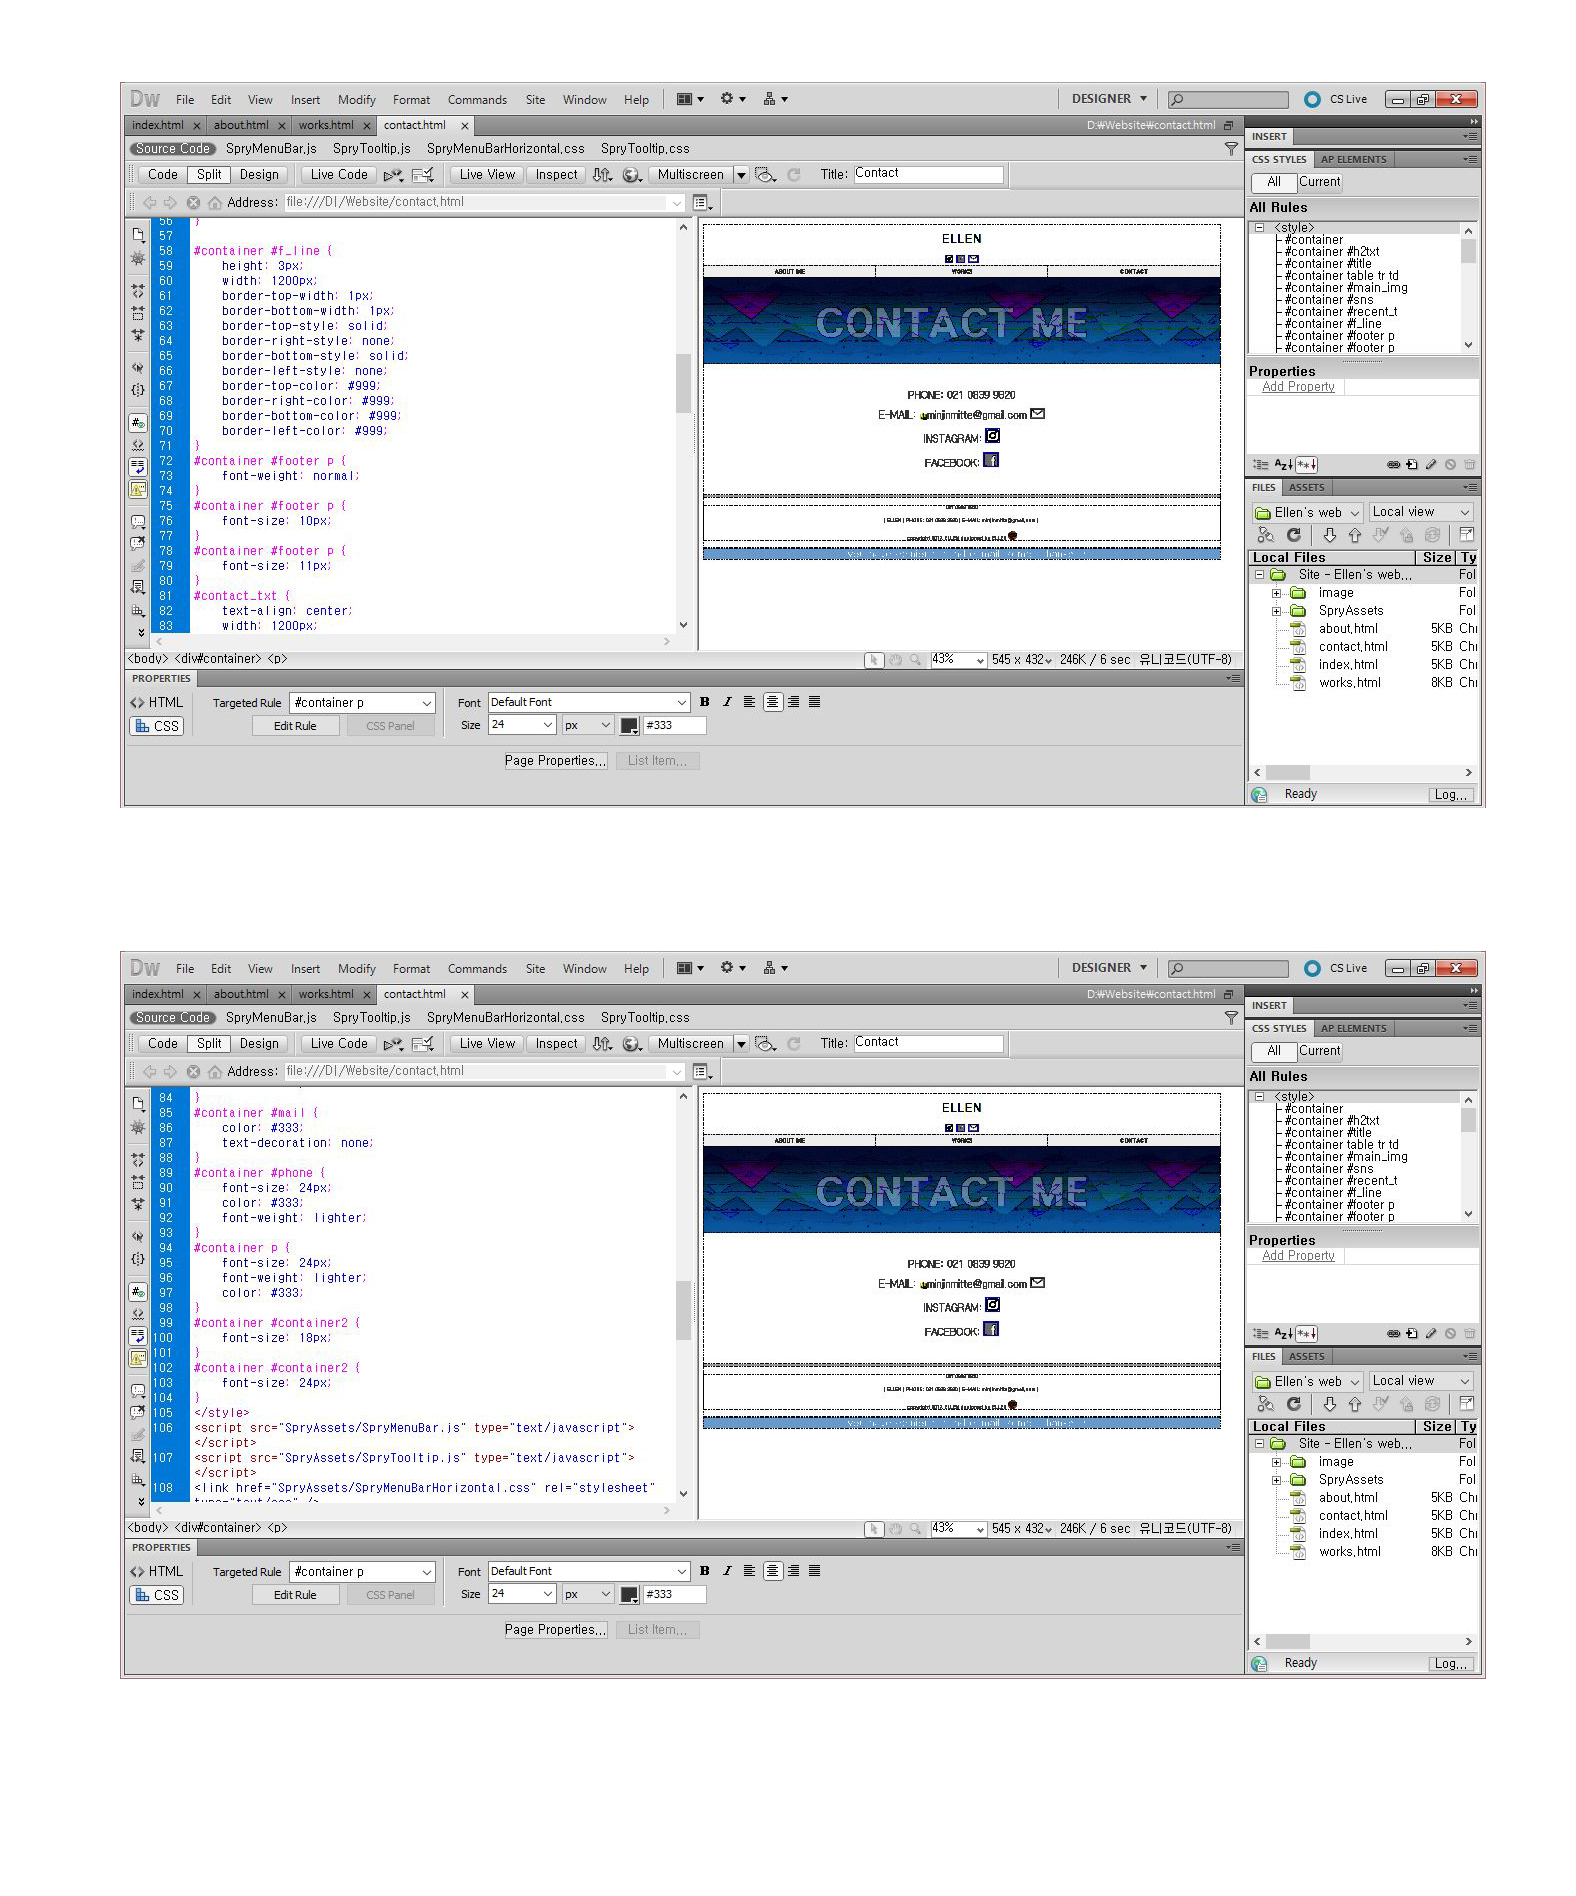 Dw File Edit View Insert Modify Format Commands Site Window Help DESIGNER CS Live
index.html about.html works.html contact.html D:₩Website₩contact.html
Source Code SpryMenuBar.js SpryTooltip.js SpryMenuBarHorizontal.css SpryTooltip.css
Code Split Design Live Code Live View Inspect Multiscreen Title: Contact
Address: file:///D|/Website/contact.html
56 }
57
58 #container #f_line {
59 height: 3px;
60 width: 1200px;
61 border-top-width: 1px;
62 border-bottom-width: 1px;
63 border-top-style: solid;
64 border-right-style: none;
65 border-bottom-style: solid;
66 border-left-style: none;
67 border-top-color: #999;
68 border-right-color: #999;
69 border-bottom-color: #999;
70 border-left-color: #999;
71 }
72 #container #footer p {
73 font-weight: normal;
74 }
75 #container #footer p {
76 font-size: 10px;
77 }
78 #container #footer p {
79 font-size: 11px;
80 }
81 #contact_txt {
82 text-align: center;
83 width: 1200px;
ELLEN
ABOUT ME WORKS CONTACT
CONTACT ME
PHONE: 021 0839 9820
E-MAIL: minjinmitte@gmail.com
INSTAGRAM:
FACEBOOK:
<body> <div#container> <p> 43% 545 x 432 246K / 6 sec 유니코드(UTF-8)
PROPERTIES
HTML Targeted Rule #container p Font Default Font B I
CSS Edit Rule CSS Panel Size 24 px #333
Page Properties... List Item...
INSERT
CSS STYLES AP ELEMENTS
All Current
All Rules
<style>
#container
#container #h2txt
#container #title
#container table tr td
#container #main_img
#container #sns
#container #recent_t
#container #f_line
#container #footer p
#container #footer p
Properties
Add Property
FILES ASSETS
Ellen's web Local view
Local Files Size Ty
Site - Ellen's web... Fol
image Fol
SpryAssets Fol
about.html 5KB Chr
contact.html 5KB Chr
index.html 5KB Chr
works.html 8KB Chr
Ready Log...
Dw File Edit View Insert Modify Format Commands Site Window Help DESIGNER CS Live
index.html about.html works.html contact.html D:₩Website₩contact.html
Source Code SpryMenuBar.js SpryTooltip.js SpryMenuBarHorizontal.css SpryTooltip.css
Code Split Design Live Code Live View Inspect Multiscreen Title: Contact
Address: file:///D|/Website/contact.html
84 }
85 #container #mail {
86 color: #333;
87 text-decoration: none;
88 }
89 #container #phone {
90 font-size: 24px;
91 color: #333;
92 font-weight: lighter;
93 }
94 #container p {
95 font-size: 24px;
96 font-weight: lighter;
97 color: #333;
98 }
99 #container #container2 {
100 font-size: 18px;
101 }
102 #container #container2 {
103 font-size: 24px;
104 }
105 </style>
106 <script src="SpryAssets/SpryMenuBar.js" type="text/javascript">
</script>
107 <script src="SpryAssets/SpryTooltip.js" type="text/javascript">
</script>
108 <link href="SpryAssets/SpryMenuBarHorizontal.css" rel="stylesheet"
type="text/css" />
ELLEN
ABOUT ME WORKS CONTACT
CONTACT ME
PHONE: 021 0839 9820
E-MAIL: minjinmitte@gmail.com
INSTAGRAM:
FACEBOOK:
<body> <div#container> <p> 43% 545 x 432 246K / 6 sec 유니코드(UTF-8)
PROPERTIES
HTML Targeted Rule #container p Font Default Font B I
CSS Edit Rule CSS Panel Size 24 px #333
Page Properties... List Item...
INSERT
CSS STYLES AP ELEMENTS
All Current
All Rules
<style>
#container
#container #h2txt
#container #title
#container table tr td
#container #main_img
#container #sns
#container #recent_t
#container #f_line
#container #footer p
#container #footer p
Properties
Add Property
FILES ASSETS
Ellen's web Local view
Local Files Size Ty
Site - Ellen's web... Fol
image Fol
SpryAssets Fol
about.html 5KB Chr
contact.html 5KB Chr
index.html 5KB Chr
works.html 8KB Chr
Ready Log...